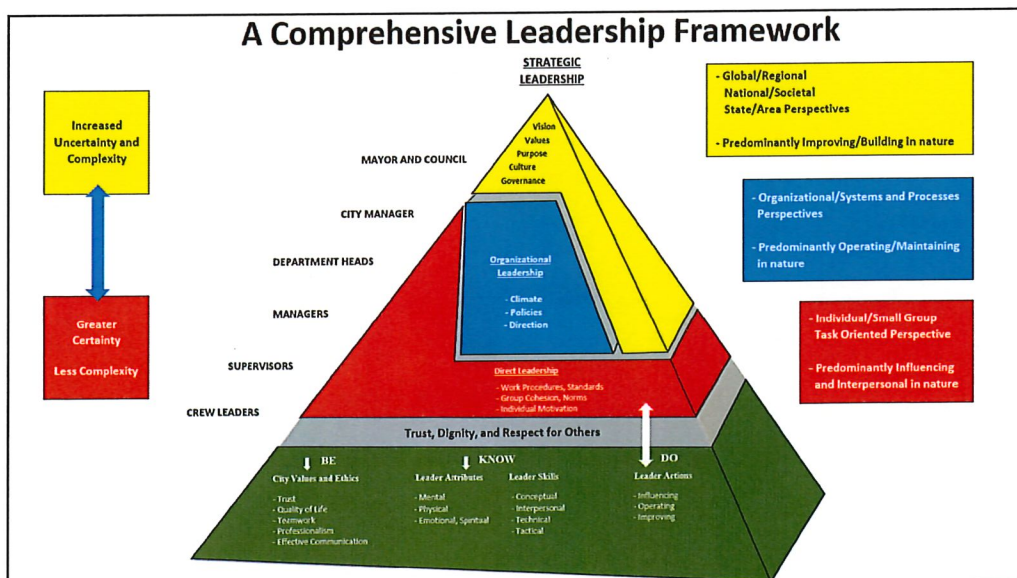 A Comprehensive Leadership Framework
STRATEGIC
LEADERSHIP
Increased
Uncertainty and
Complexity
Greater
Certainty
Less Complexity
MAYOR AND COUNCIL
CITY MANAGER
DEPARTMENT HEADS
MANAGERS
SUPERVISORS
CREW LEADERS
Vision
Values
Purpose
Culture
Governance
Organizational
Leadership
- Climate
- Policies
- Direction
Direct Leadership
- Work Procedures, Standards
- Group Cohesion, Norms
- Individual Motivation
Trust, Dignity, and Respect for Others
BE
City Values and Ethics
- Trust
- Quality of Life
- Teamwork
- Professionalism
- Effective Communication
KNOW
Leader Attributes
- Mental
- Physical
- Emotional, Spiritual
Leader Skills
- Conceptual
- Interpersonal
- Technical
- Tactical
DO
Leader Actions
- Influencing
- Operating
- Improving
- Global/Regional
National/Societal
State/Area Perspectives
- Predominantly Improving/Building in nature
- Organizational/Systems and Processes
Perspectives
- Predominantly Operating/Maintaining
in nature
- Individual/Small Group
Task Oriented Perspective
- Predominantly Influencing
and Interpersonal in nature